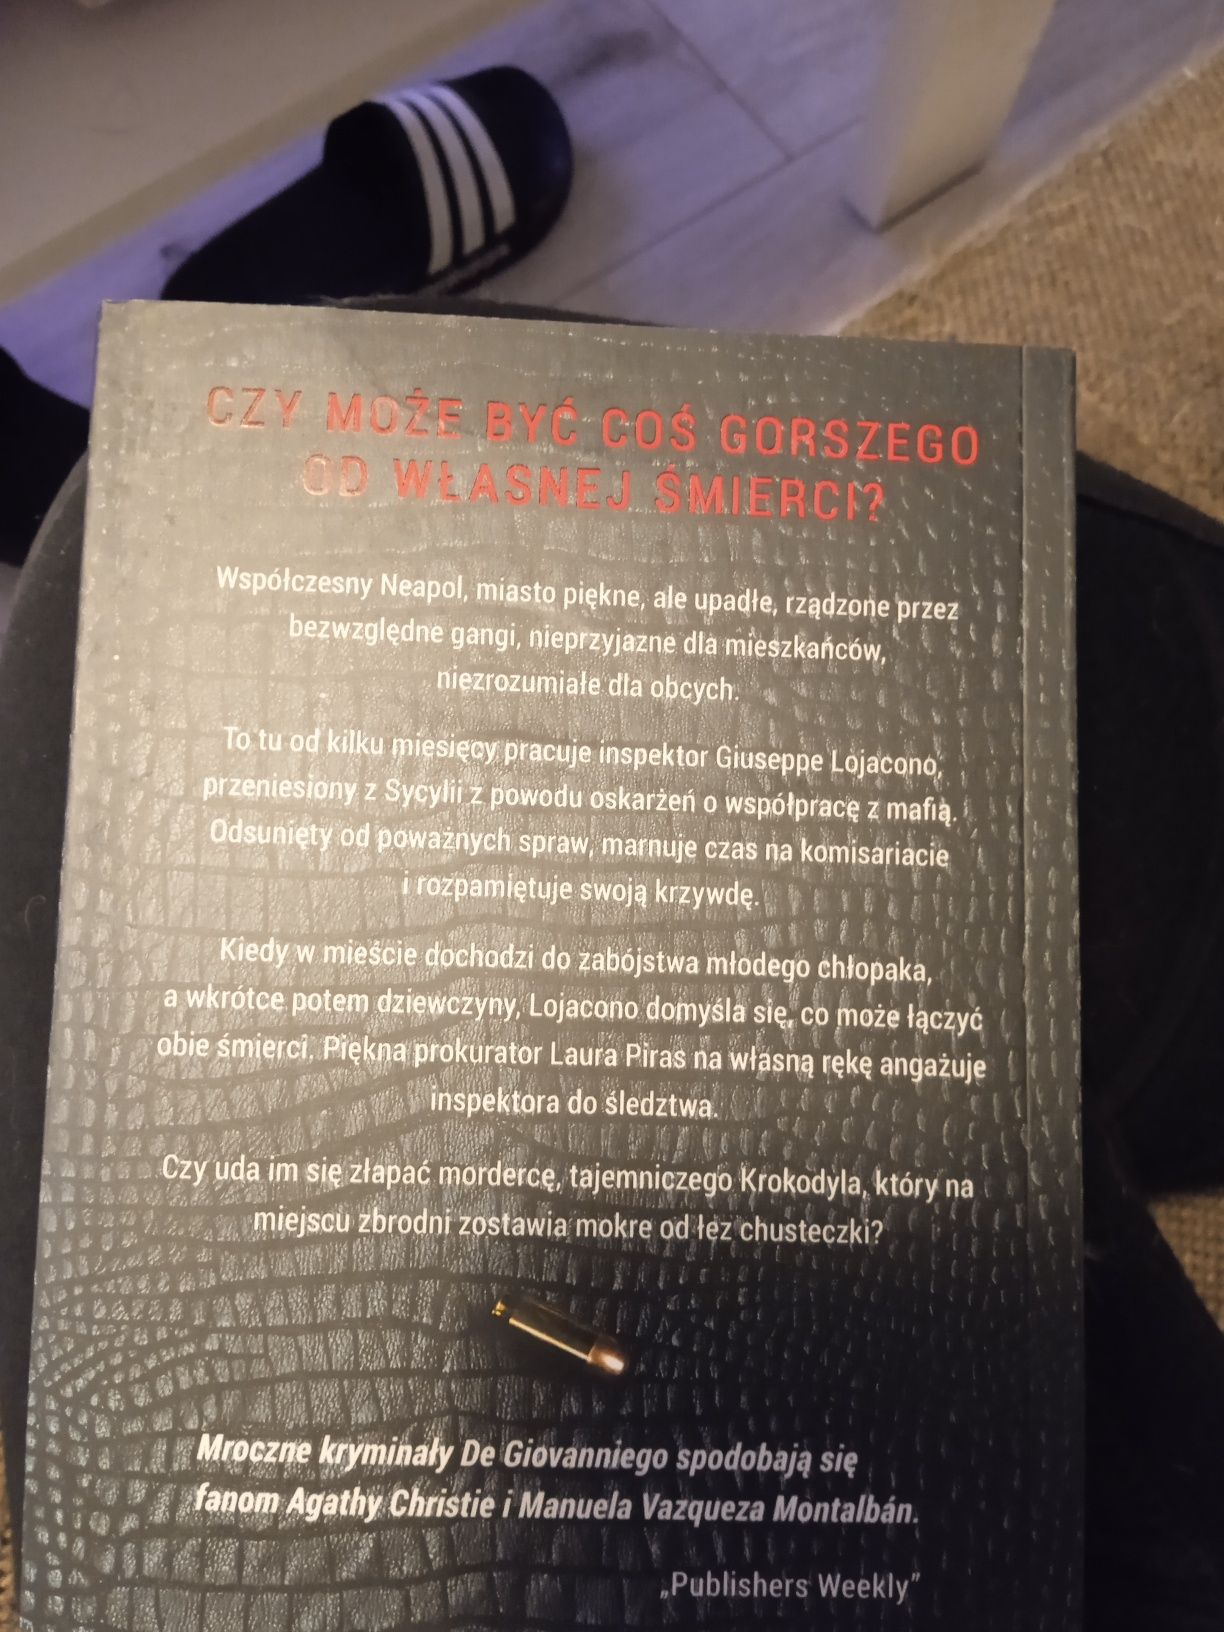 CZY MOŻE BYĆ COŚ GORSZEGO
OD WŁASNEJ ŚMIERCI?
Współczesny Neapol, miasto piękne, ale upadłe, rządzone przez
bezwzględne gangi, nieprzyjazne dla mieszkańców,
niezrozumiałe dla obcych.
To tu od kilku miesięcy pracuje inspektor Giuseppe Lojacono,
przeniesiony z Sycylii z powodu oskarżeń o współpracę z mafią.
Odsunięty od poważnych spraw, marnuje czas na komisariacie
i rozpamiętuje swoją krzywdę.
Kiedy w mieście dochodzi do zabójstwa młodego chłopaka,
a wkrótce potem dziewczyny, Lojacono domyśla się, co może łączyć
obie śmierci. Piękna prokurator Laura Piras na własną rękę angażuje
inspektora do śledztwa.
Czy uda im się złapać mordercę, tajemniczego Krokodyla, który na
miejscu zbrodni zostawia mokre od łez chusteczki?
Mroczne kryminały De Giovanniego spodobają się
fanom Agathy Christie i Manuela Vazqueza Montalbán.
„Publishers Weekly”